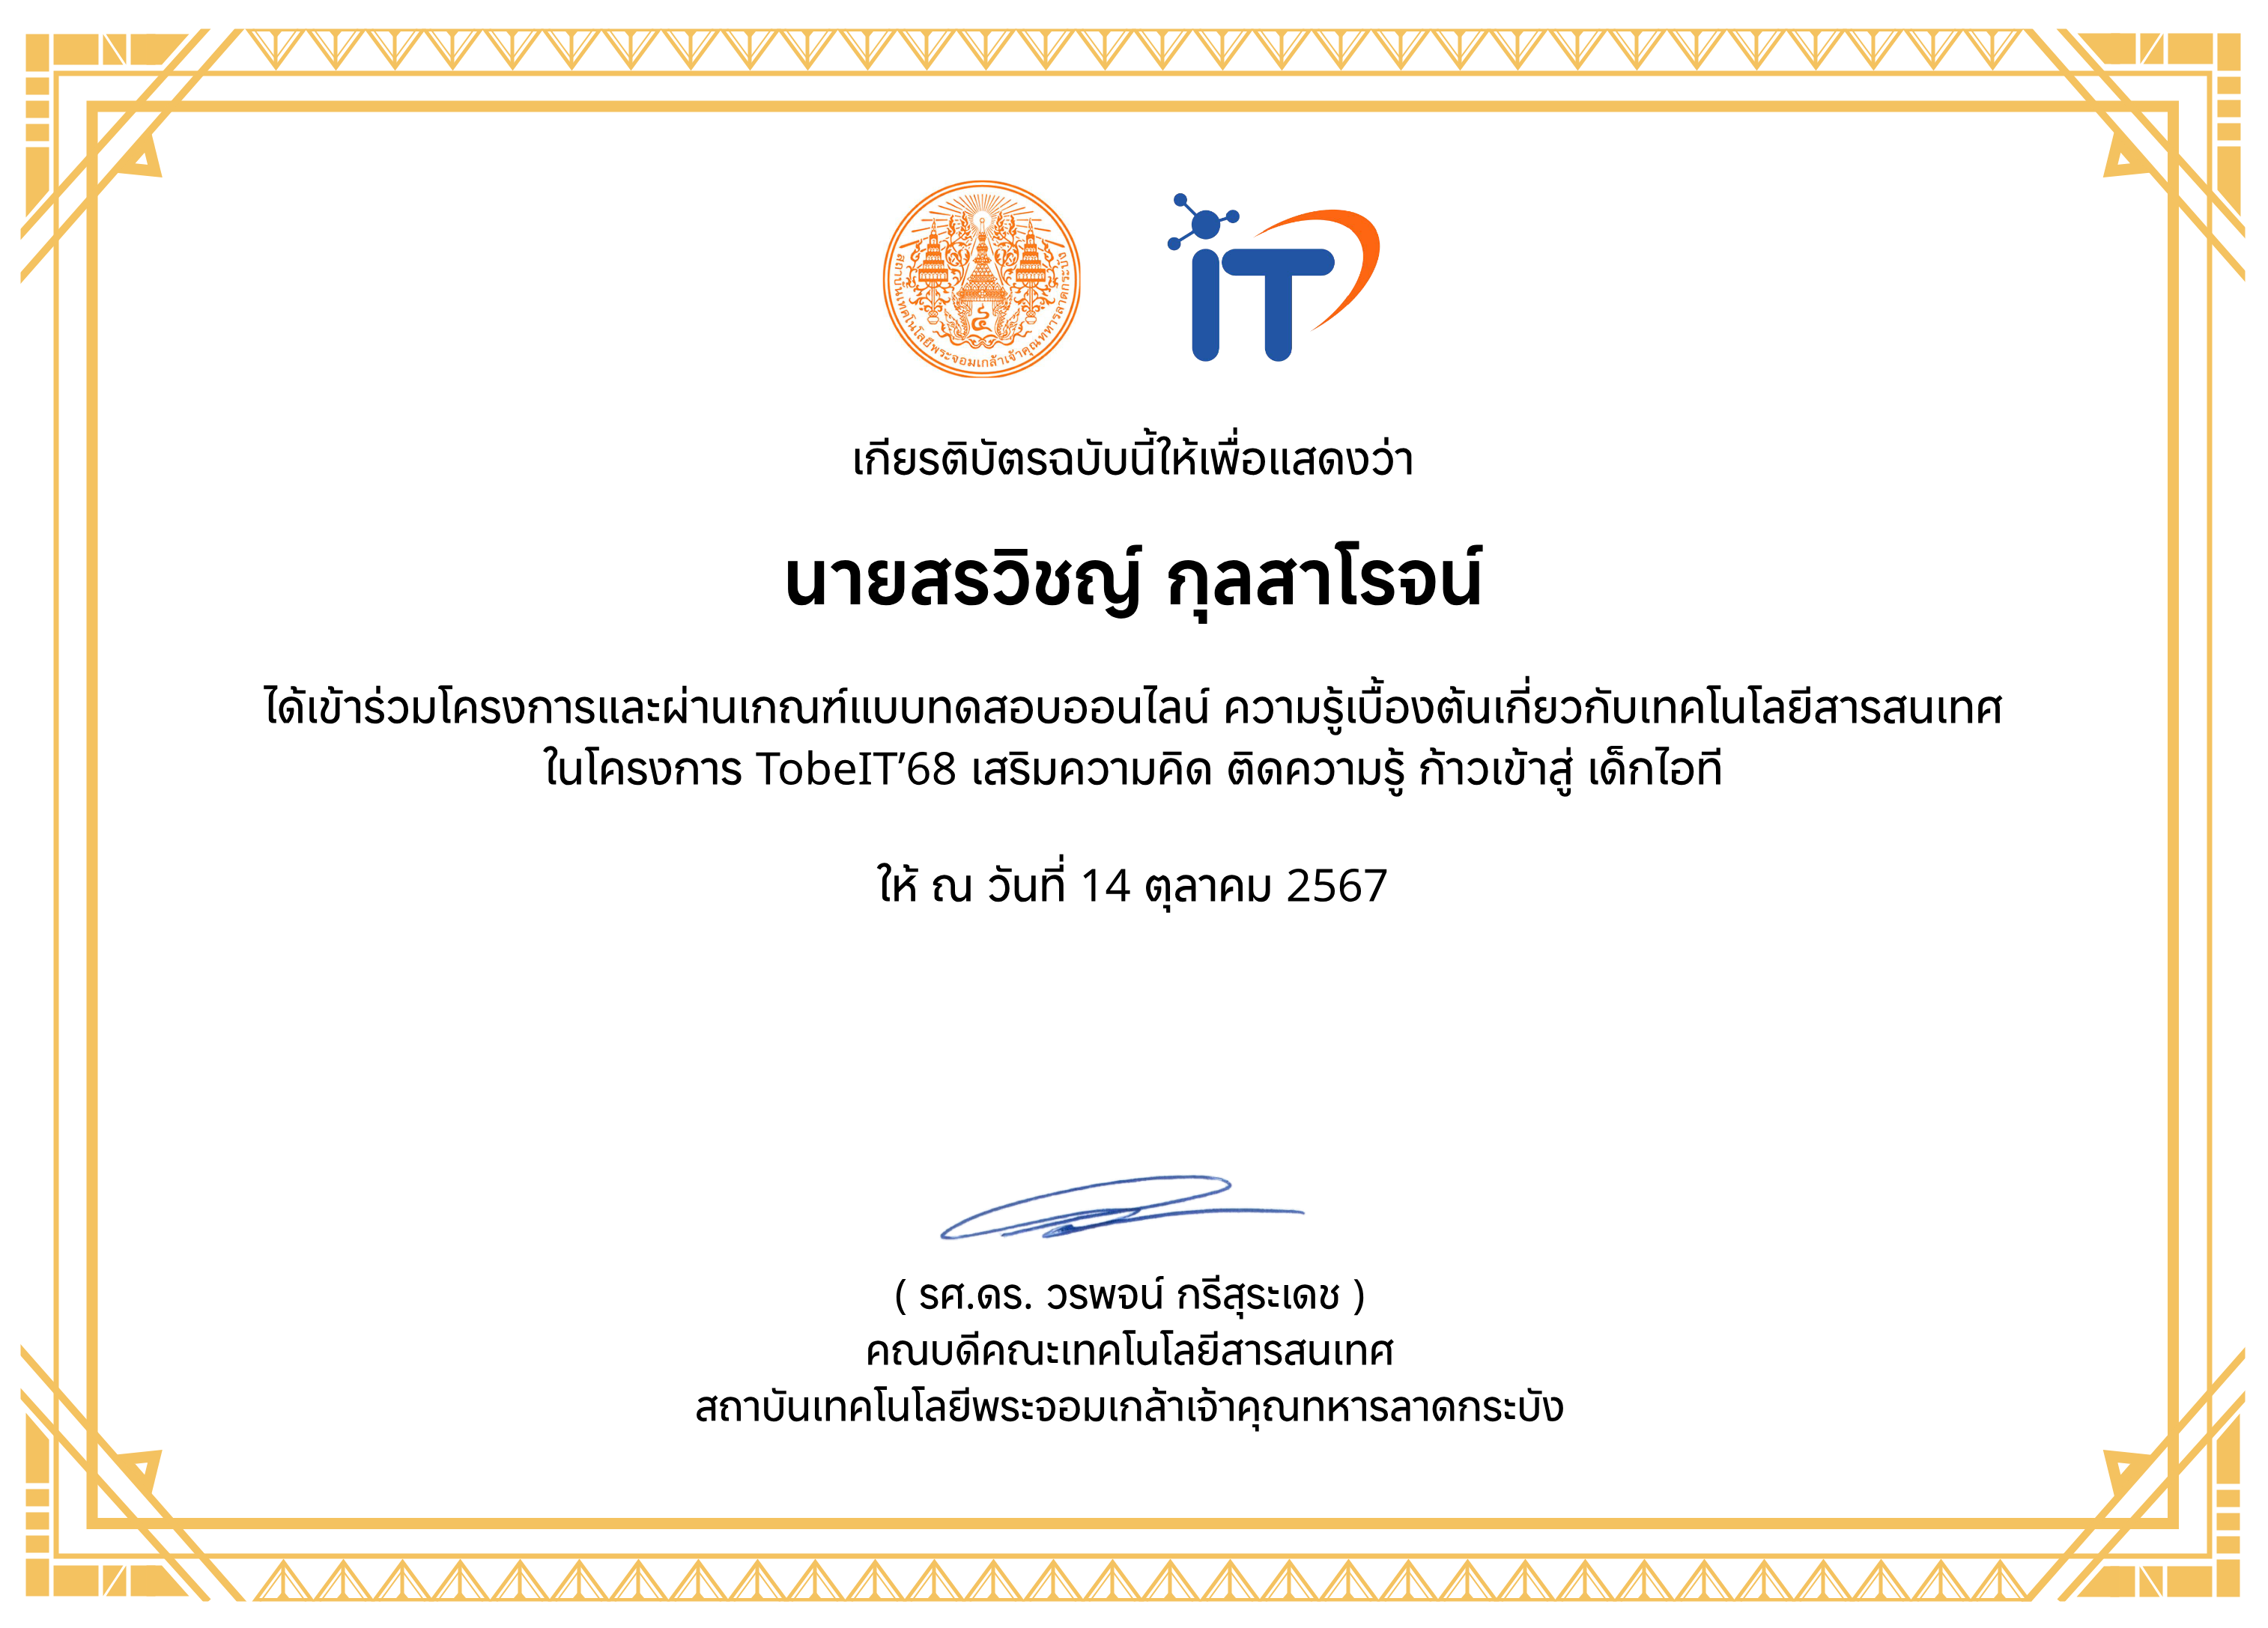 สถาบันเทคโนโลยีพระจอมเกล้าเจ้าคุณทหารลาดกระบัง
๔
iT
เกียรติบัตรฉบับนี้ให้เพื่อแสดงว่า
นายสรวิชญ์ กุลสาโรจน์
ได้เข้าร่วมโครงการและผ่านเกณฑ์แบบทดสอบออนไลน์ ความรู้เบื้องต้นเกี่ยวกับเทคโนโลยีสารสนเทศ
ในโครงการ TobeIT’68 เสริมความคิด ติดความรู้ ก้าวเข้าสู่ เด็กไอที
ให้ ณ วันที่ 14 ตุลาคม 2567
( รศ.ดร. วรพจน์ กรีสุระเดช )
คณบดีคณะเทคโนโลยีสารสนเทศ
สถาบันเทคโนโลยีพระจอมเกล้าเจ้าคุณทหารลาดกระบัง